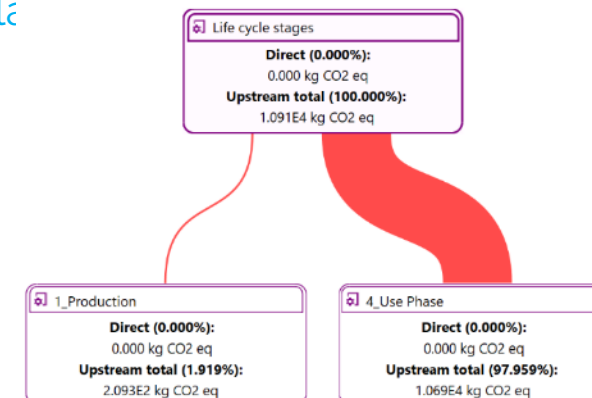 Life cycle stages
Direct (0.000%):
0.000 kg CO2 eq
Upstream total (100.000%):
1.091E4 kg CO2 eq
1_Production
Direct (0.000%):
0.000 kg CO2 eq
Upstream total (1.919%):
2.093E2 kg CO2 eq
4_Use Phase
Direct (0.000%):
0.000 kg CO2 eq
Upstream total (97.959%):
1.069E4 kg CO2 eq